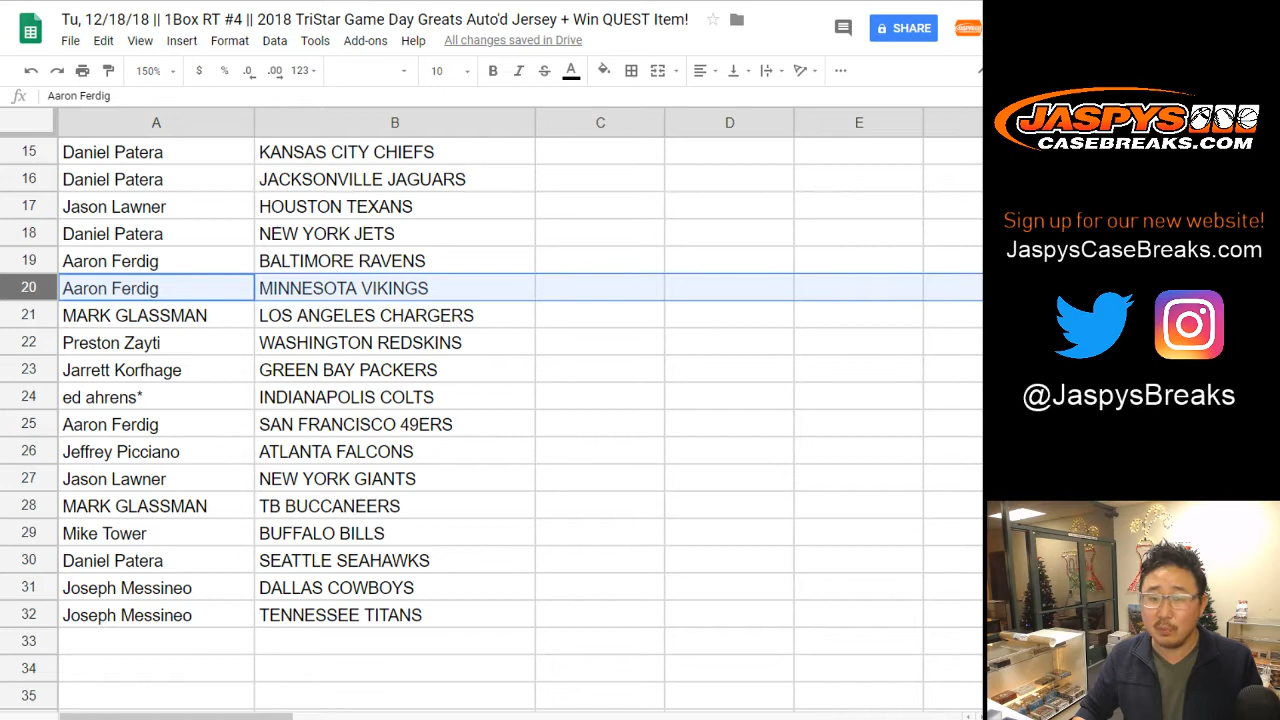 Tu, 12/18/18 || 1Box RT #4 || 2018 TriStar Game Day Greats Auto'd Jersey + Win QUEST Item!
File Edit View Insert Format Data Tools Add-ons Help All changes saved in Drive
SHARE
150% $ % .0 .00 123 10 B I S A
fx Aaron Ferdig
A B C D E
15 Daniel Patera KANSAS CITY CHIEFS
16 Daniel Patera JACKSONVILLE JAGUARS
17 Jason Lawner HOUSTON TEXANS
18 Daniel Patera NEW YORK JETS
19 Aaron Ferdig BALTIMORE RAVENS
20 Aaron Ferdig MINNESOTA VIKINGS
21 MARK GLASSMAN LOS ANGELES CHARGERS
22 Preston Zayti WASHINGTON REDSKINS
23 Jarrett Korfhage GREEN BAY PACKERS
24 ed ahrens* INDIANAPOLIS COLTS
25 Aaron Ferdig SAN FRANCISCO 49ERS
26 Jeffrey Picciano ATLANTA FALCONS
27 Jason Lawner NEW YORK GIANTS
28 MARK GLASSMAN TB BUCCANEERS
29 Mike Tower BUFFALO BILLS
30 Daniel Patera SEATTLE SEAHAWKS
31 Joseph Messineo DALLAS COWBOYS
32 Joseph Messineo TENNESSEE TITANS
33
34
35
JASPYS
CASEBREAKS.COM
Sign up for our new website!
JaspysCaseBreaks.com
@JaspysBreaks